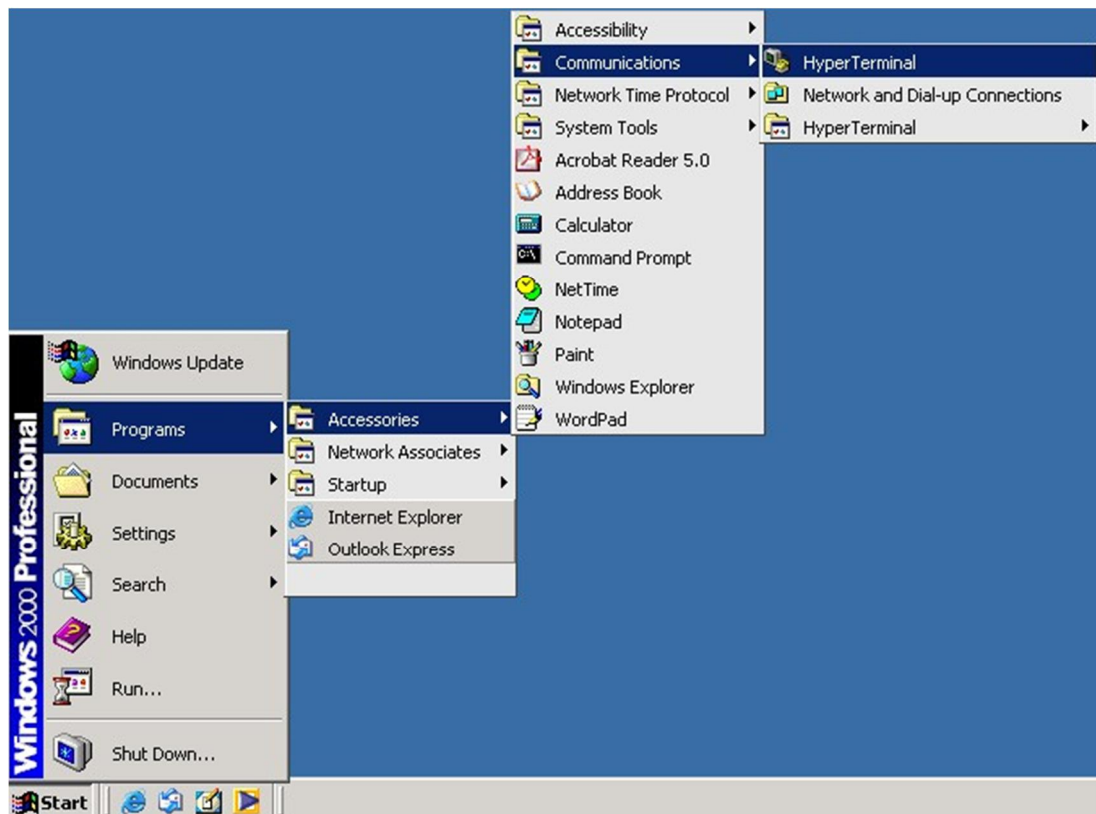 Accessibility
Communications
Network Time Protocol
System Tools
Acrobat Reader 5.0
Address Book
Calculator
Command Prompt
NetTime
Notepad
Paint
Windows Explorer
WordPad
HyperTerminal
Network and Dial-up Connections
HyperTerminal
Windows 2000 Professional
Windows Update
Programs
Documents
Settings
Search
Help
Run...
Shut Down...
Accessories
Network Associates
Startup
Internet Explorer
Outlook Express
Start